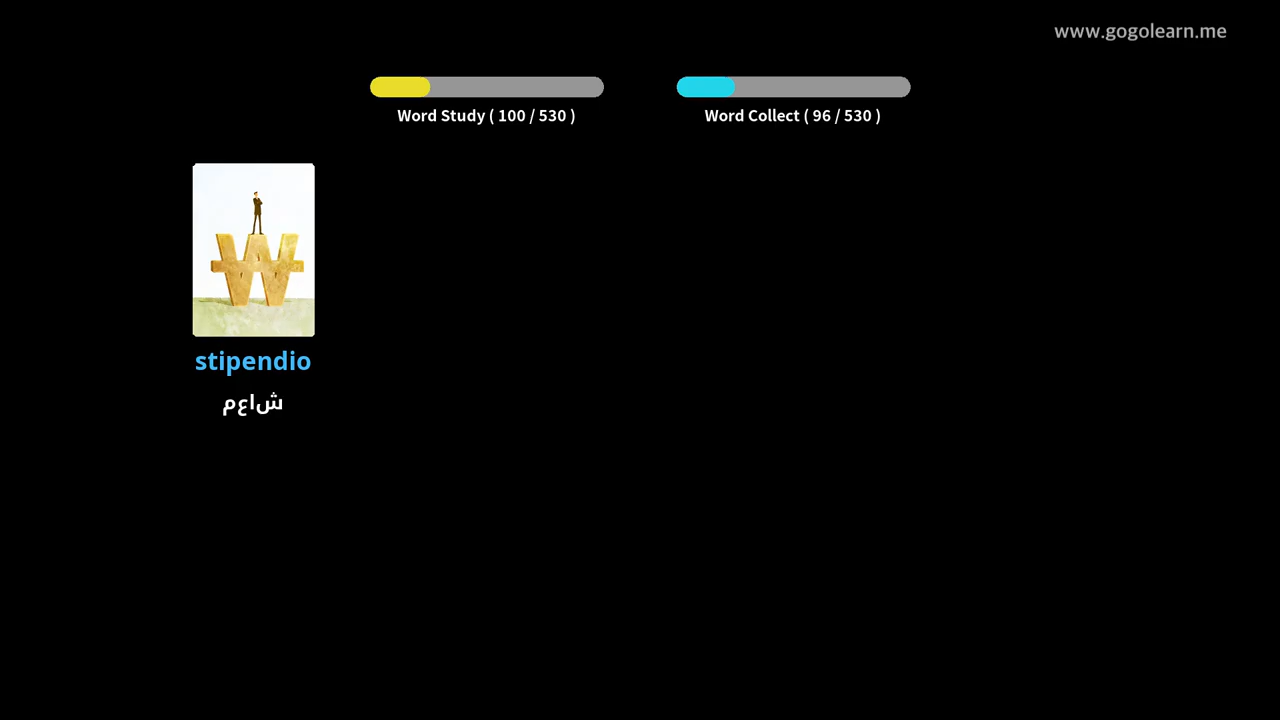 www.gogolearn.me
Word Study ( 100 / 530 )
Word Collect ( 96 / 530 )
stipendio
شاعم